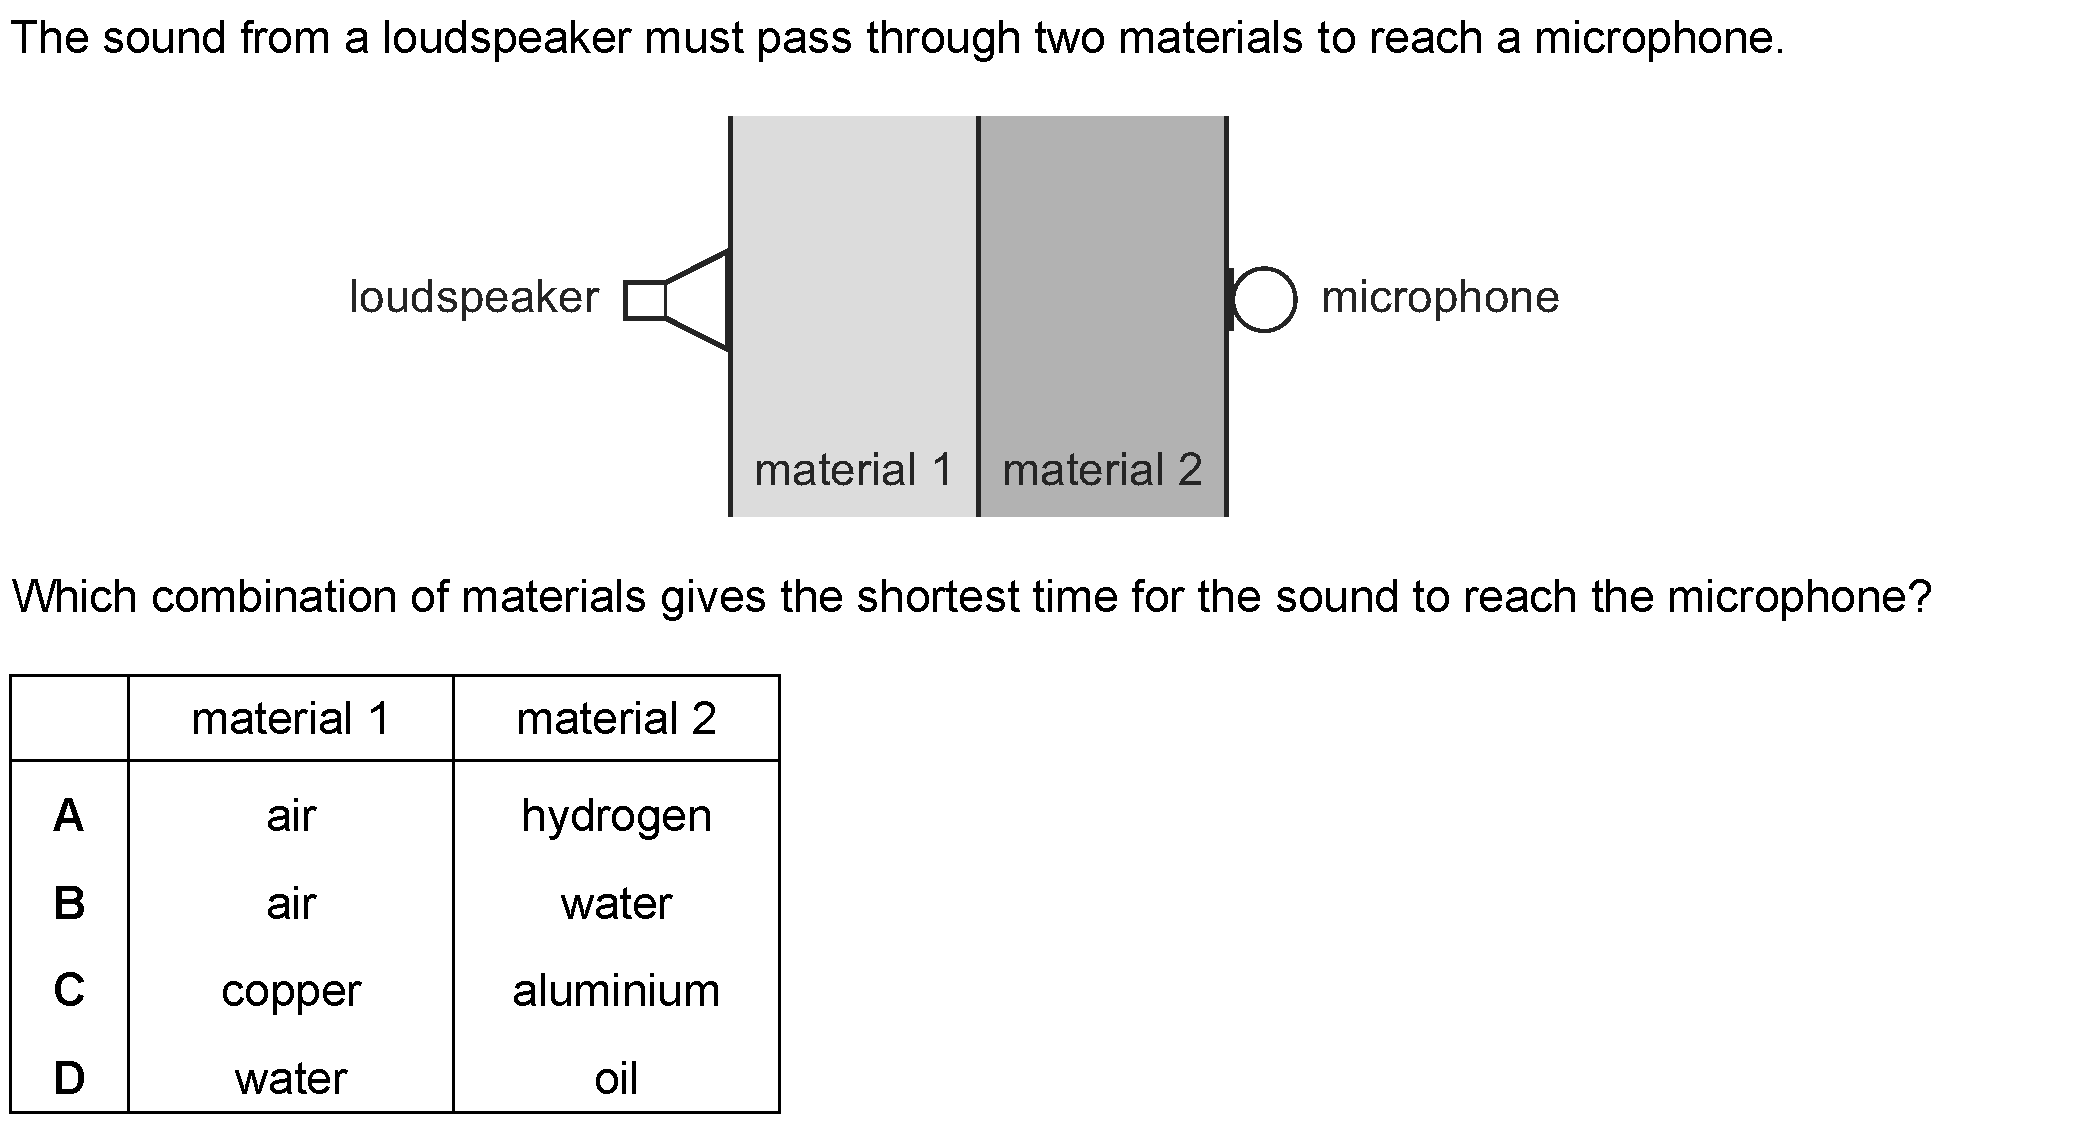 The sound from a loudspeaker must pass through two materials to reach a microphone.
loudspeaker
microphone
material 1
material 2
Which combination of materials gives the shortest time for the sound to reach the microphone?
material 1 material 2
A air hydrogen
B air water
C copper aluminium
D water oil